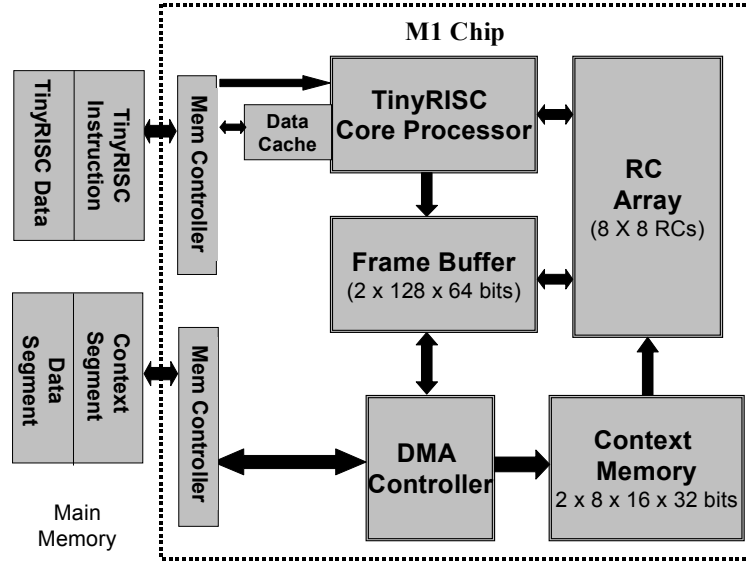 M1 Chip
TinyRISC Data
TinyRISC
Instruction
Mem Controller
Data
Cache
TinyRISC
Core Processor
RC
Array
(8 X 8 RCs)
Frame Buffer
(2 x 128 x 64 bits)
Data
Segment
Context
Segment
Mem Controller
DMA
Controller
Context
Memory
2 x 8 x 16 x 32 bits
Main
Memory